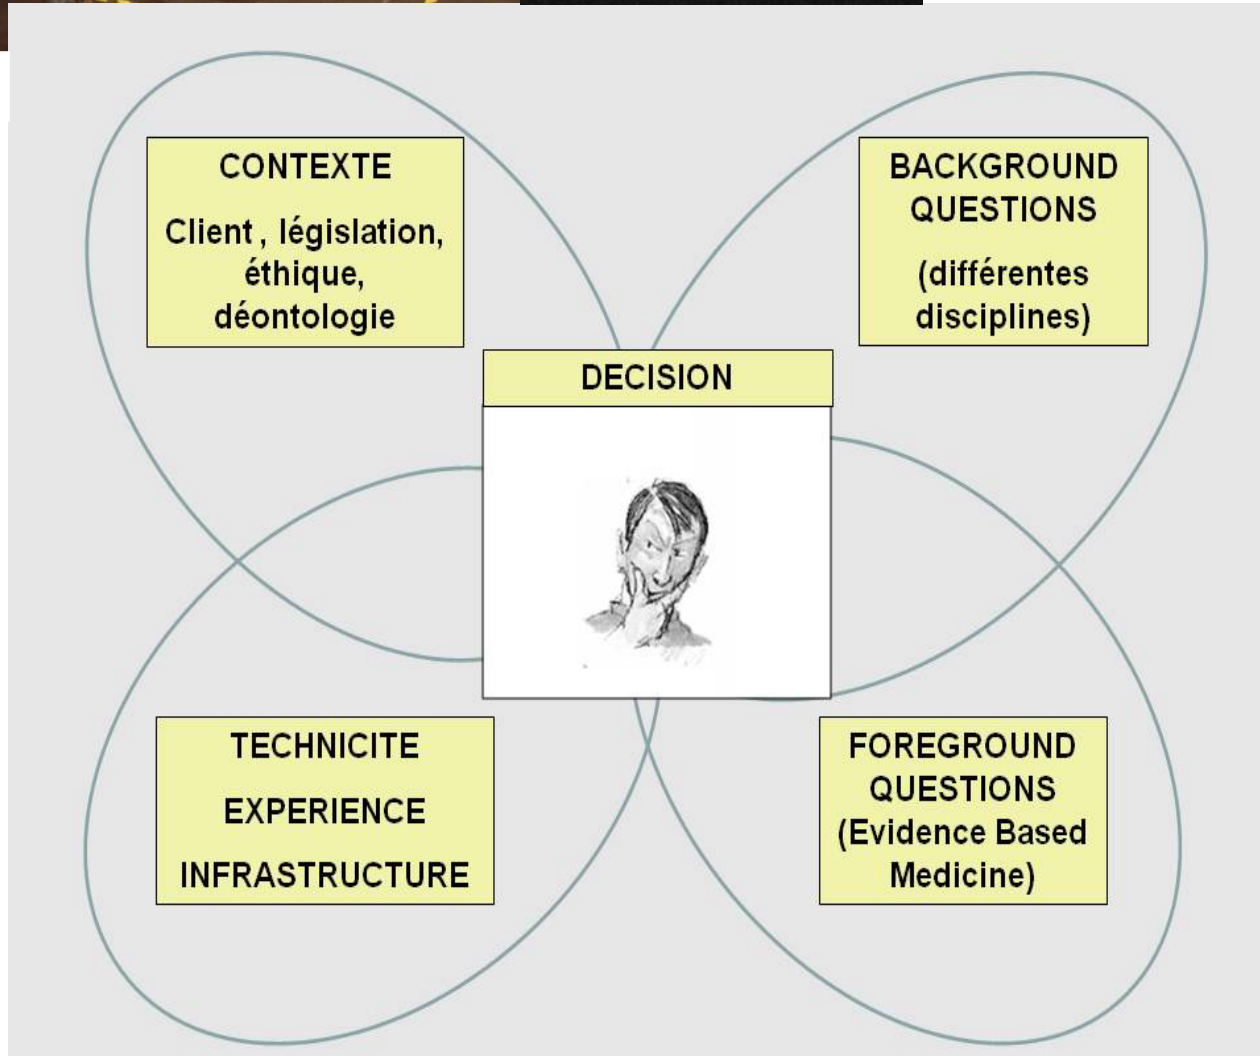 CONTEXTE
Client , législation,
éthique,
déontologie
BACKGROUND
QUESTIONS
(différentes
disciplines)
DECISION
TECHNICITE
EXPERIENCE
INFRASTRUCTURE
FOREGROUND
QUESTIONS
(Evidence Based
Medicine)